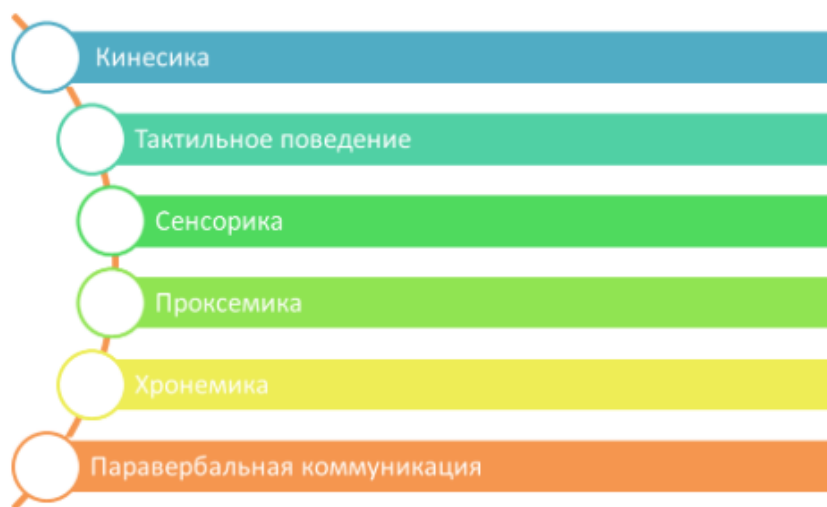 Кинесика
Тактильное поведение
Сенсорика
Проксемика
Хронемика
Паравербальная коммуникация